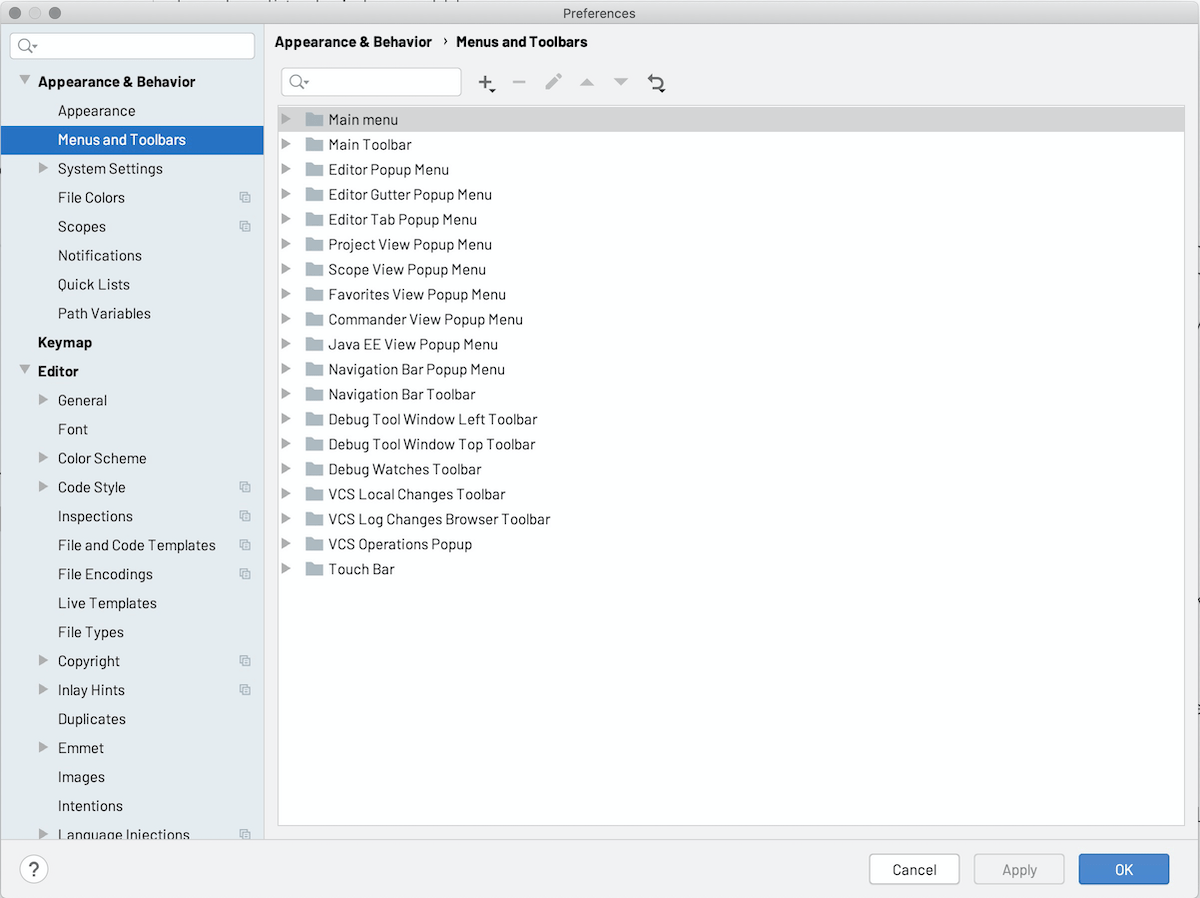 Preferences
Appearance & Behavior
Appearance
Menus and Toolbars
System Settings
File Colors
Scopes
Notifications
Quick Lists
Path Variables
Keymap
Editor
General
Font
Color Scheme
Code Style
Inspections
File and Code Templates
File Encodings
Live Templates
File Types
Copyright
Inlay Hints
Duplicates
Emmet
Images
Intentions
Language Injections
Appearance & Behavior › Menus and Toolbars
Main menu
Main Toolbar
Editor Popup Menu
Editor Gutter Popup Menu
Editor Tab Popup Menu
Project View Popup Menu
Scope View Popup Menu
Favorites View Popup Menu
Commander View Popup Menu
Java EE View Popup Menu
Navigation Bar Popup Menu
Navigation Bar Toolbar
Debug Tool Window Left Toolbar
Debug Tool Window Top Toolbar
Debug Watches Toolbar
VCS Local Changes Toolbar
VCS Log Changes Browser Toolbar
VCS Operations Popup
Touch Bar
?
Cancel
Apply
OK